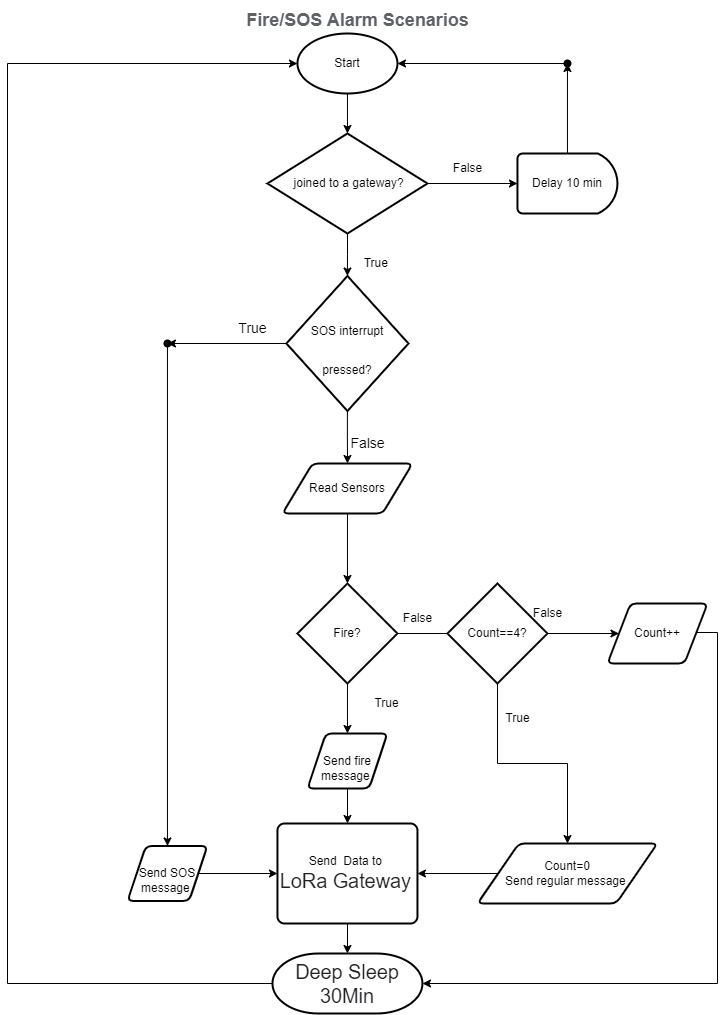 Fire/SOS Alarm Scenarios
Start
joined to a gateway?
False
Delay 10 min
True
SOS interrupt
pressed?
True
False
Read Sensors
Fire?
False
Count==4?
False
Count++
True
True
Send fire
message
Send SOS
message
Send Data to
LoRa Gateway
Count=0
Send regular message
Deep Sleep
30Min